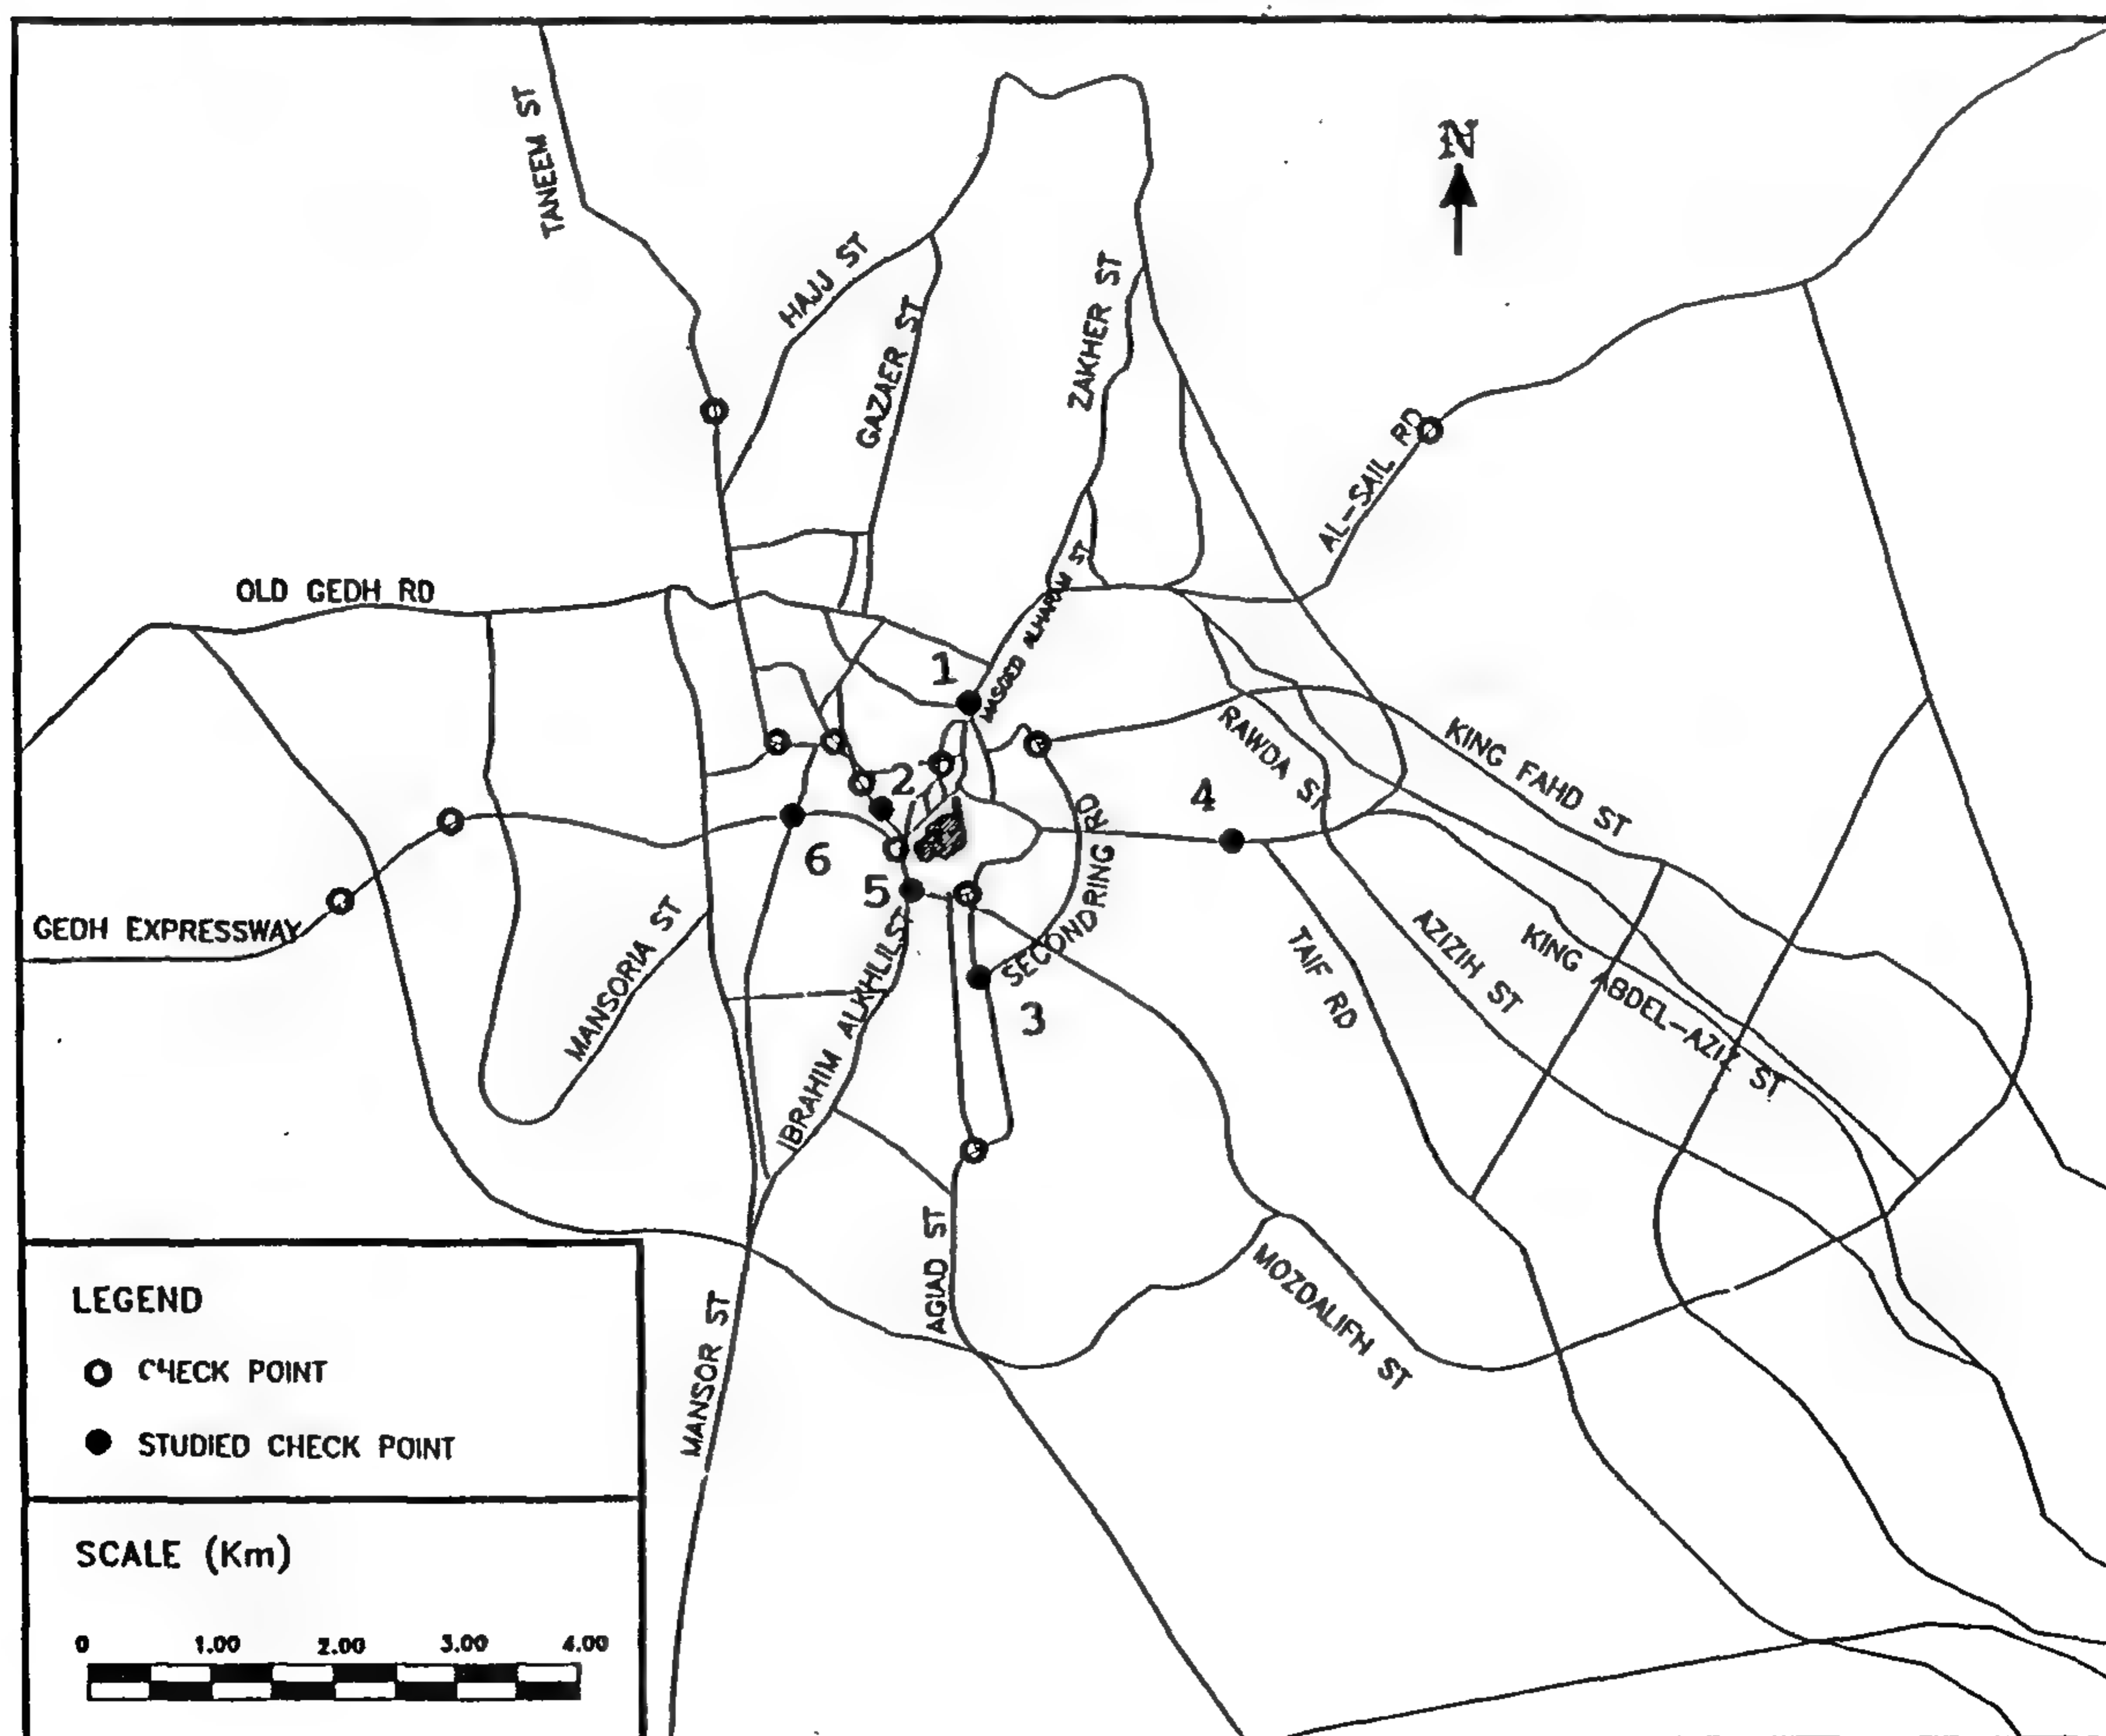 TANEEM ST
HAJJ ST
GAZAER ST
ZAKHER ST
N
AL-SAIL RD
OLD GEDH RD
MASGED ALHARAM ST
1
2
RAWDA ST
KING FAHD ST
4
6
5
SECONDRING RD
GEDH EXPRESSWAY
MANSORIA ST
IBRAHIM ALKHLIL ST
3
TAIF RD
AZIZIH ST
KING ABDEL-AZIZ ST
AGIAD ST
MOZDALIFH ST
MANSOR ST
LEGEND
CHECK POINT
STUDIED CHECK POINT
SCALE (Km)
0 1.00 2.00 3.00 4.00